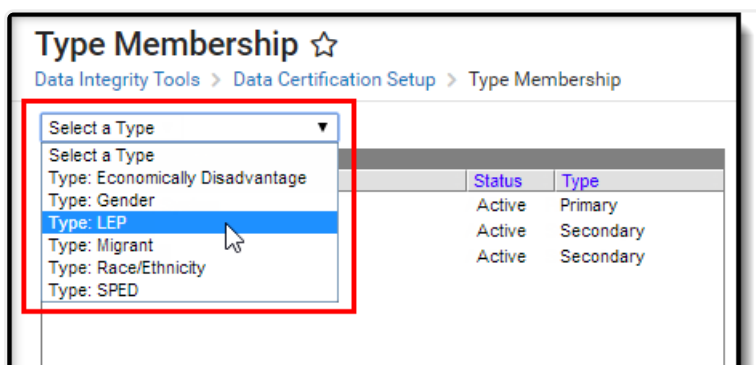 Type Membership ☆
Data Integrity Tools > Data Certification Setup > Type Membership
Select a Type ▼
Select a Type
Type: Economically Disadvantage
Type: Gender
Type: LEP
Type: Migrant
Type: Race/Ethnicity
Type: SPED
Status Type
Active Primary
Active Secondary
Active Secondary